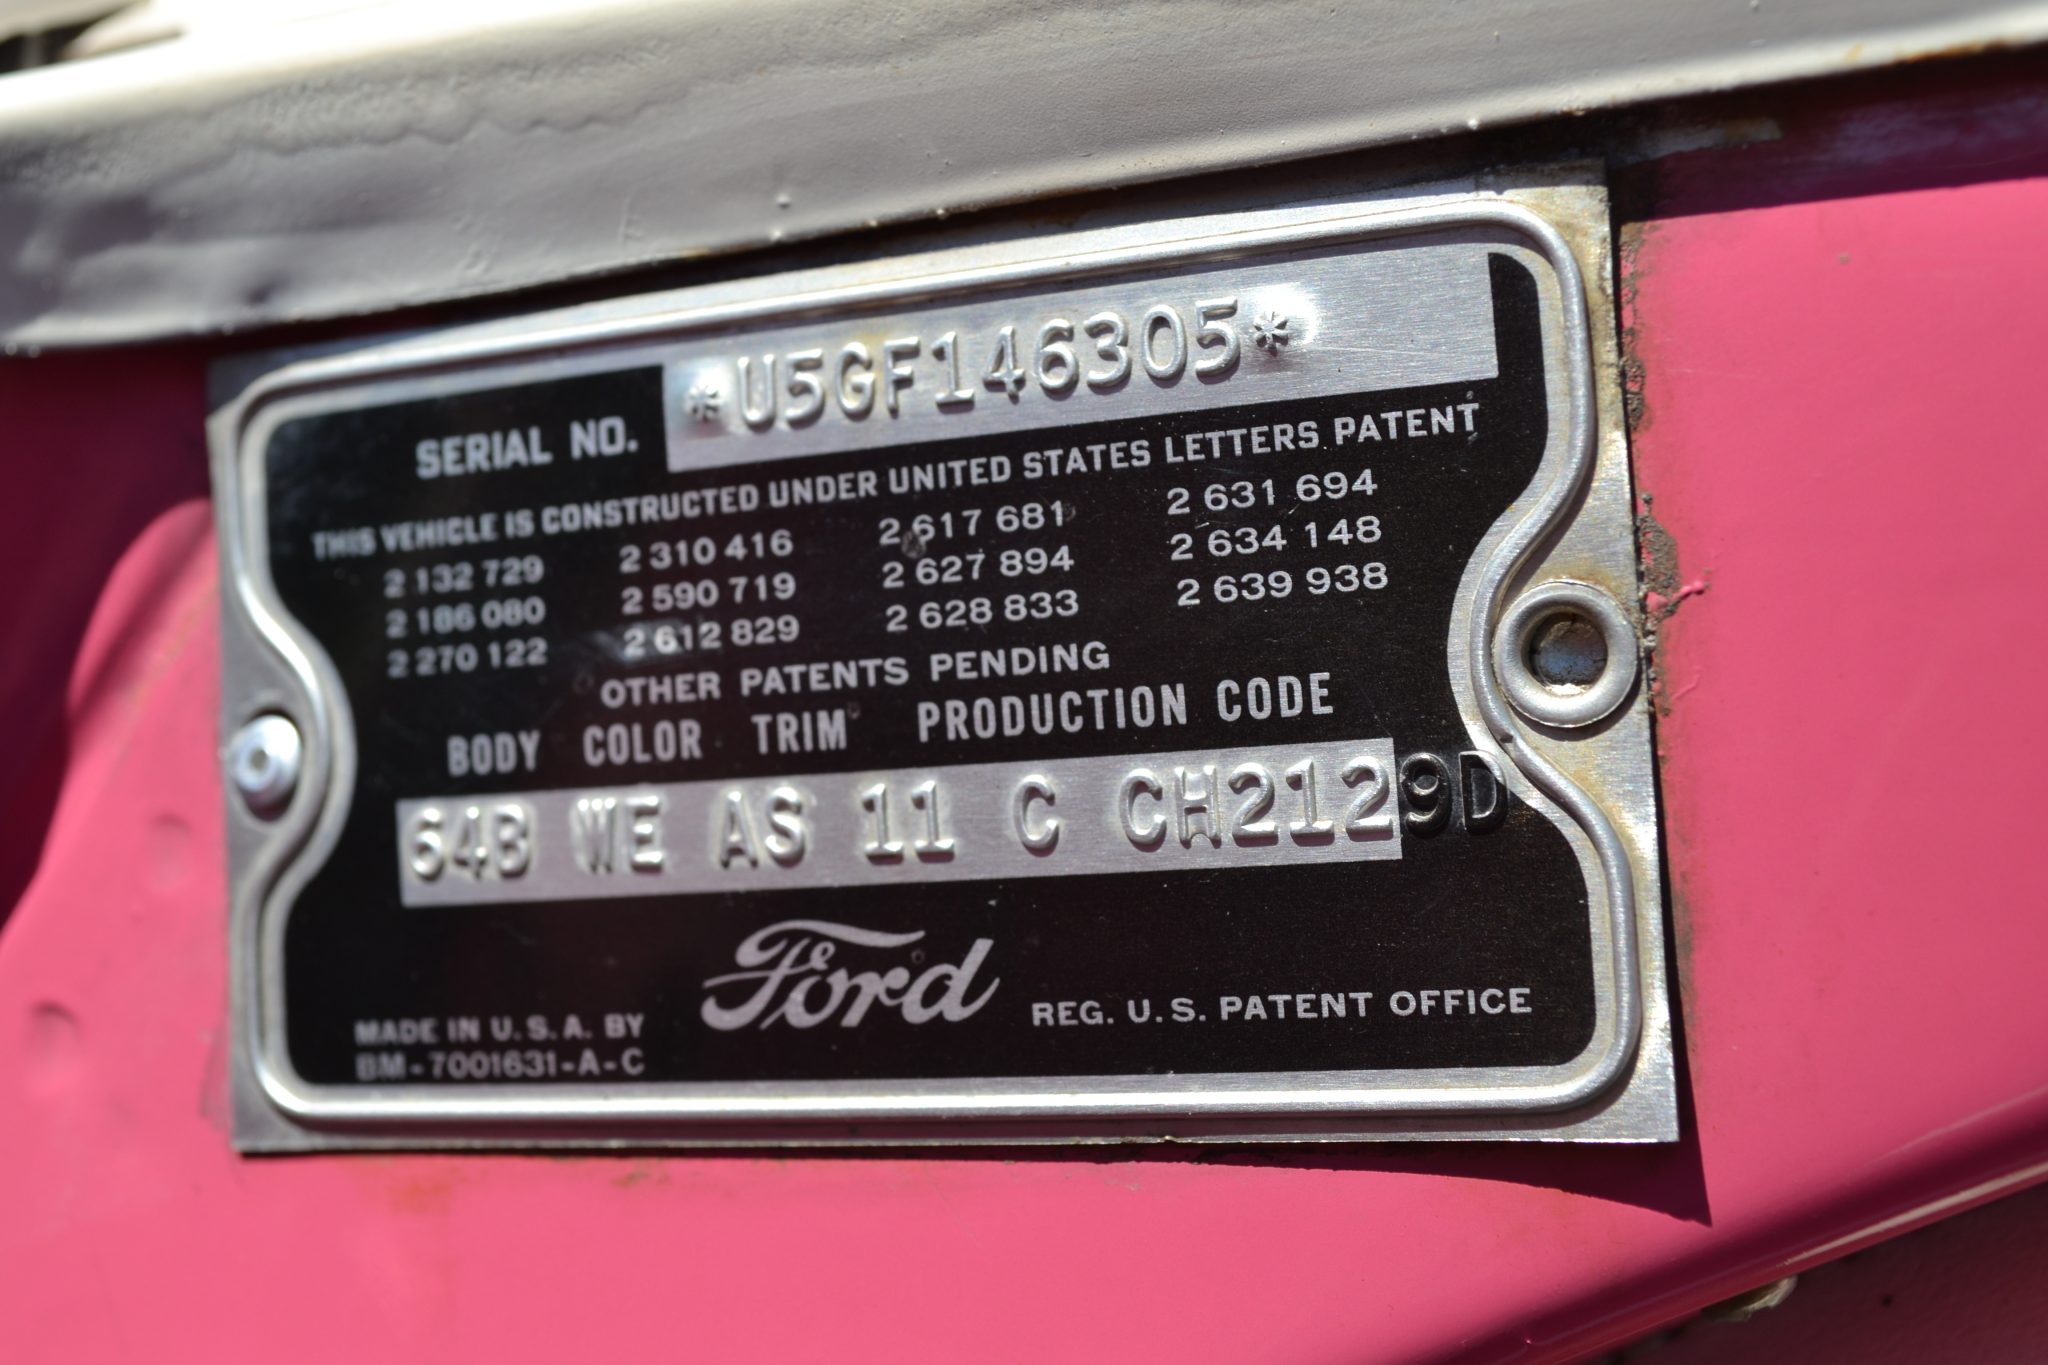 SERIAL NO. *U5GF146305*
THIS VEHICLE IS CONSTRUCTED UNDER UNITED STATES LETTERS PATENT
2 132 729 2 310 416 2 617 681 2 631 694
2 186 080 2 590 719 2 627 894 2 634 148
2 270 122 2 612 829 2 628 833 2 639 938
OTHER PATENTS PENDING
BODY COLOR TRIM PRODUCTION CODE
64B WE AS 11 C CH2129D
Ford
MADE IN U.S.A. BY REG. U.S. PATENT OFFICE
BM-7001631-A-C